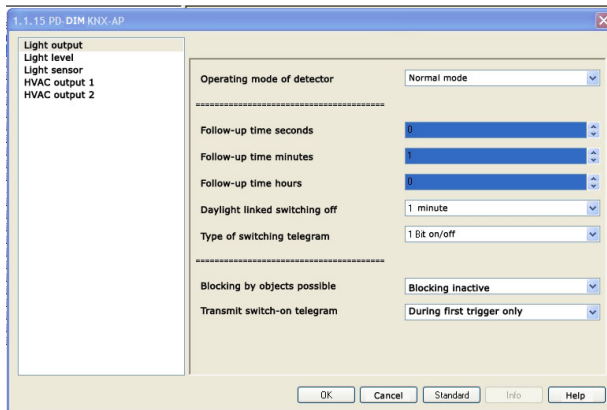 1.1.15 PD-DIM KNX-AP
Light output
Light level
Light sensor
HVAC output 1
HVAC output 2
Operating mode of detector Normal mode
========================================
Follow-up time seconds 0
Follow-up time minutes 1
Follow-up time hours 0
Daylight linked switching off 1 minute
Type of switching telegram 1 Bit on/off
========================================
Blocking by objects possible Blocking inactive
Transmit switch-on telegram During first trigger only
OK Cancel Standard Info Help